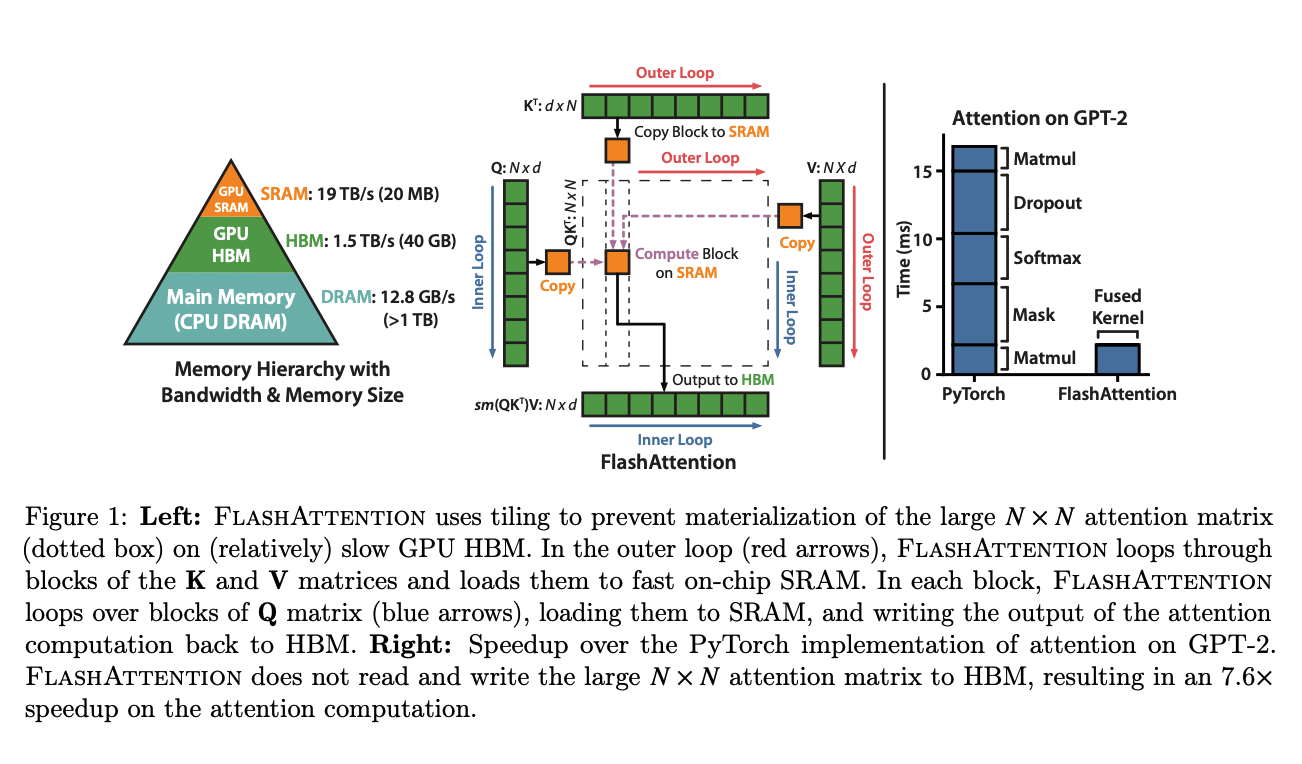 GPU
SRAM
GPU
HBM
Main Memory
(CPU DRAM)
SRAM: 19 TB/s (20 MB)
HBM: 1.5 TB/s (40 GB)
DRAM: 12.8 GB/s
(>1 TB)
Memory Hierarchy with
Bandwidth & Memory Size
Outer Loop
Kᵀ: d x N
Copy Block to SRAM
Outer Loop
Q: N x d
V: N X d
QKᵀ: N x N
Inner Loop
Copy
Compute Block
on SRAM
Copy
Inner Loop
Outer Loop
Output to HBM
sm(QKᵀ)V: N x d
Inner Loop
FlashAttention
Attention on GPT-2
Time (ms)
15
10
5
0
Matmul
Dropout
Softmax
Mask
Matmul
Fused
Kernel
PyTorch
FlashAttention
Figure 1: Left: FLASHATTENTION uses tiling to prevent materialization of the large N × N attention matrix
(dotted box) on (relatively) slow GPU HBM. In the outer loop (red arrows), FLASHATTENTION loops through
blocks of the K and V matrices and loads them to fast on-chip SRAM. In each block, FLASHATTENTION
loops over blocks of Q matrix (blue arrows), loading them to SRAM, and writing the output of the attention
computation back to HBM. Right: Speedup over the PyTorch implementation of attention on GPT-2.
FLASHATTENTION does not read and write the large N × N attention matrix to HBM, resulting in an 7.6×
speedup on the attention computation.